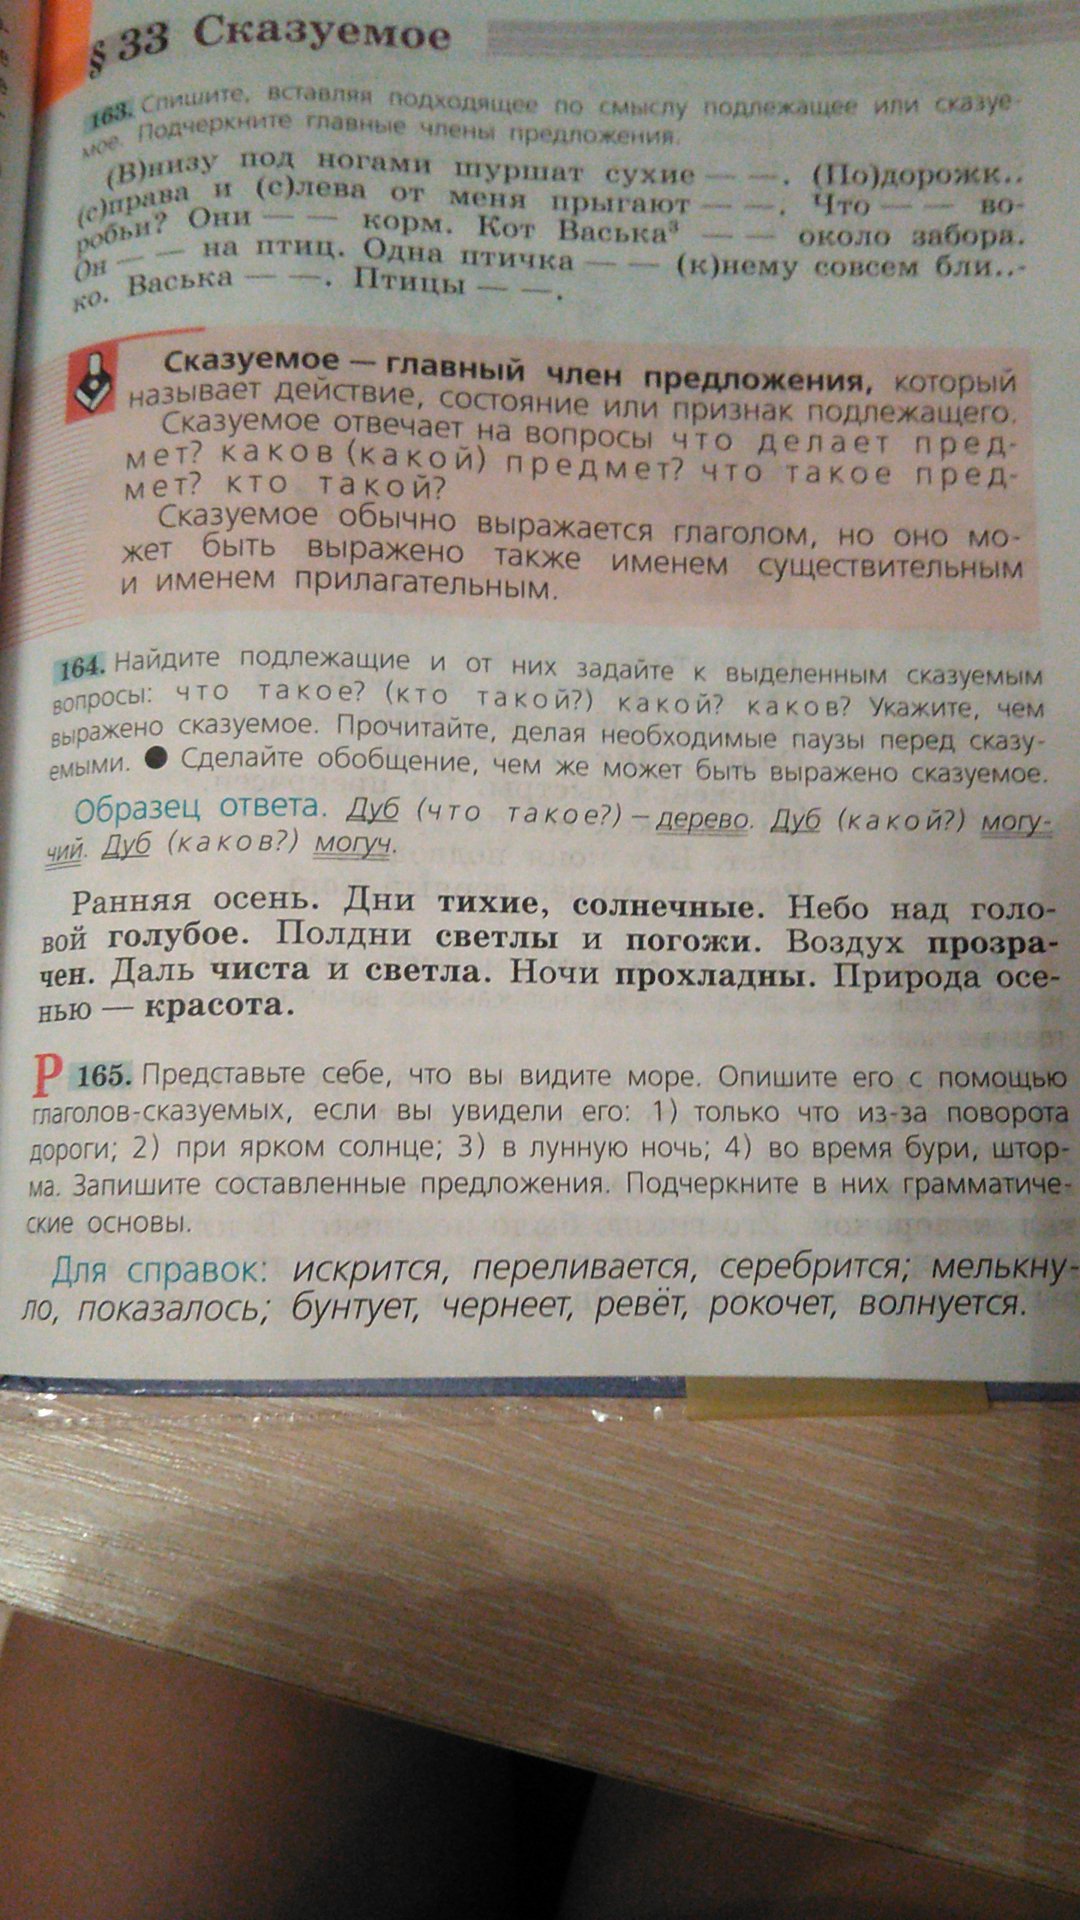 § 33 Сказуемое
163. Спишите, вставляя подходящее по смыслу подлежащее или сказуе-
мое. Подчеркните главные члены предложения.
(В)низу под ногами шуршат сухие — —. (По)дорожк..
(с)права и (с)лева от меня прыгают — —. Что — — во-
робьи? Они — — корм. Кот Васька³ — — около забора.
Он — — на птиц. Одна птичка — — (к)нему совсем бли..-
ко. Васька — —. Птицы — —.
Сказуемое — главный член предложения, который
называет действие, состояние или признак подлежащего.
Сказуемое отвечает на вопросы что делает пред-
мет? каков (какой) предмет? что такое пред-
мет? кто такой?
Сказуемое обычно выражается глаголом, но оно мо-
жет быть выражено также именем существительным
и именем прилагательным.
164. Найдите подлежащие и от них задайте к выделенным сказуемым
вопросы: что такое? (кто такой?) какой? каков? Укажите, чем
выражено сказуемое. Прочитайте, делая необходимые паузы перед сказу-
емыми. ● Сделайте обобщение, чем же может быть выражено сказуемое.
Образец ответа. Дуб (что такое?) – дерево. Дуб (какой?) могу-
чий. Дуб (каков?) могуч.
Ранняя осень. Дни тихие, солнечные. Небо над голо-
вой голубое. Полдни светлы и погожи. Воздух прозра-
чен. Даль чиста и светла. Ночи прохладны. Природа осе-
нью — красота.
Р 165. Представьте себе, что вы видите море. Опишите его с помощью
глаголов-сказуемых, если вы увидели его: 1) только что из-за поворота
дороги; 2) при ярком солнце; 3) в лунную ночь; 4) во время бури, штор-
ма. Запишите составленные предложения. Подчеркните в них грамматиче-
ские основы.
Для справок: искрится, переливается, серебрится; мелькну-
ло, показалось; бунтует, чернеет, ревёт, рокочет, волнуется.